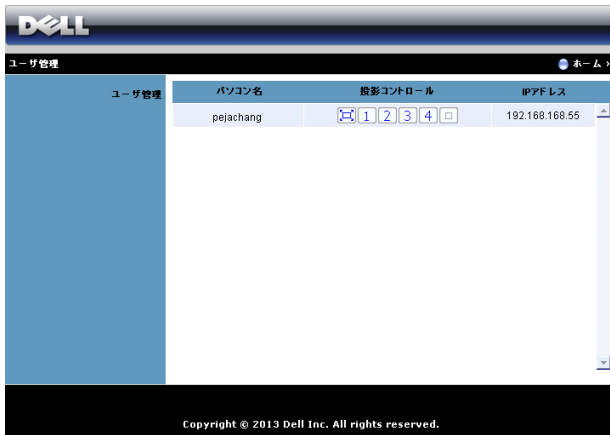 DELL
ユーザ管理 ホーム
ユーザ管理
パソコン名 投影コントロール IPアドレス
pejachang 1 2 3 4 192.168.168.55
Copyright © 2013 Dell Inc. All rights reserved.